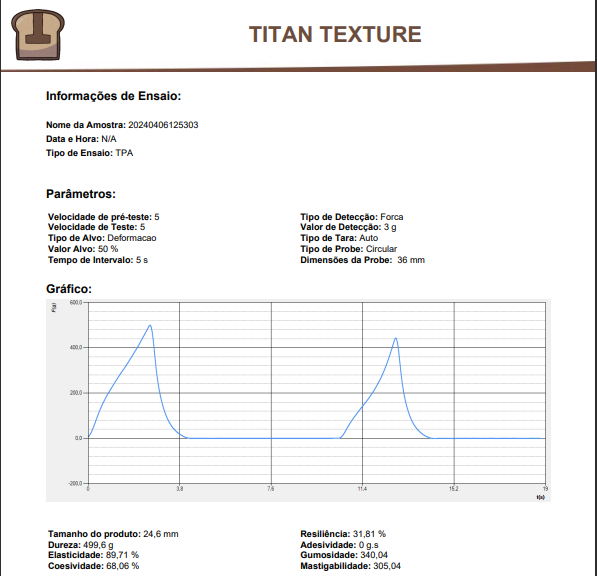 TITAN TEXTURE
Informações de Ensaio:
Nome da Amostra: 20240406125303
Data e Hora: N/A
Tipo de Ensaio: TPA
Parâmetros:
Velocidade de pré-teste: 5
Velocidade de Teste: 5
Tipo de Alvo: Deformacao
Valor Alvo: 50 %
Tempo de Intervalo: 5 s
Tipo de Detecção: Forca
Valor de Detecção: 3 g
Tipo de Tara: Auto
Tipo de Probe: Circular
Dimensões da Probe: 36 mm
Gráfico:
F(g)
600,0
400,0
200,0
0,0
-200,0
0
3,8
7,6
11,4
15,2
19
t(s)
Tamanho do produto: 24,6 mm
Dureza: 499,6 g
Elasticidade: 89,71 %
Coesividade: 68,06 %
Resiliência: 31,81 %
Adesividade: 0 g.s
Gumosidade: 340,04
Mastigabilidade: 305,04